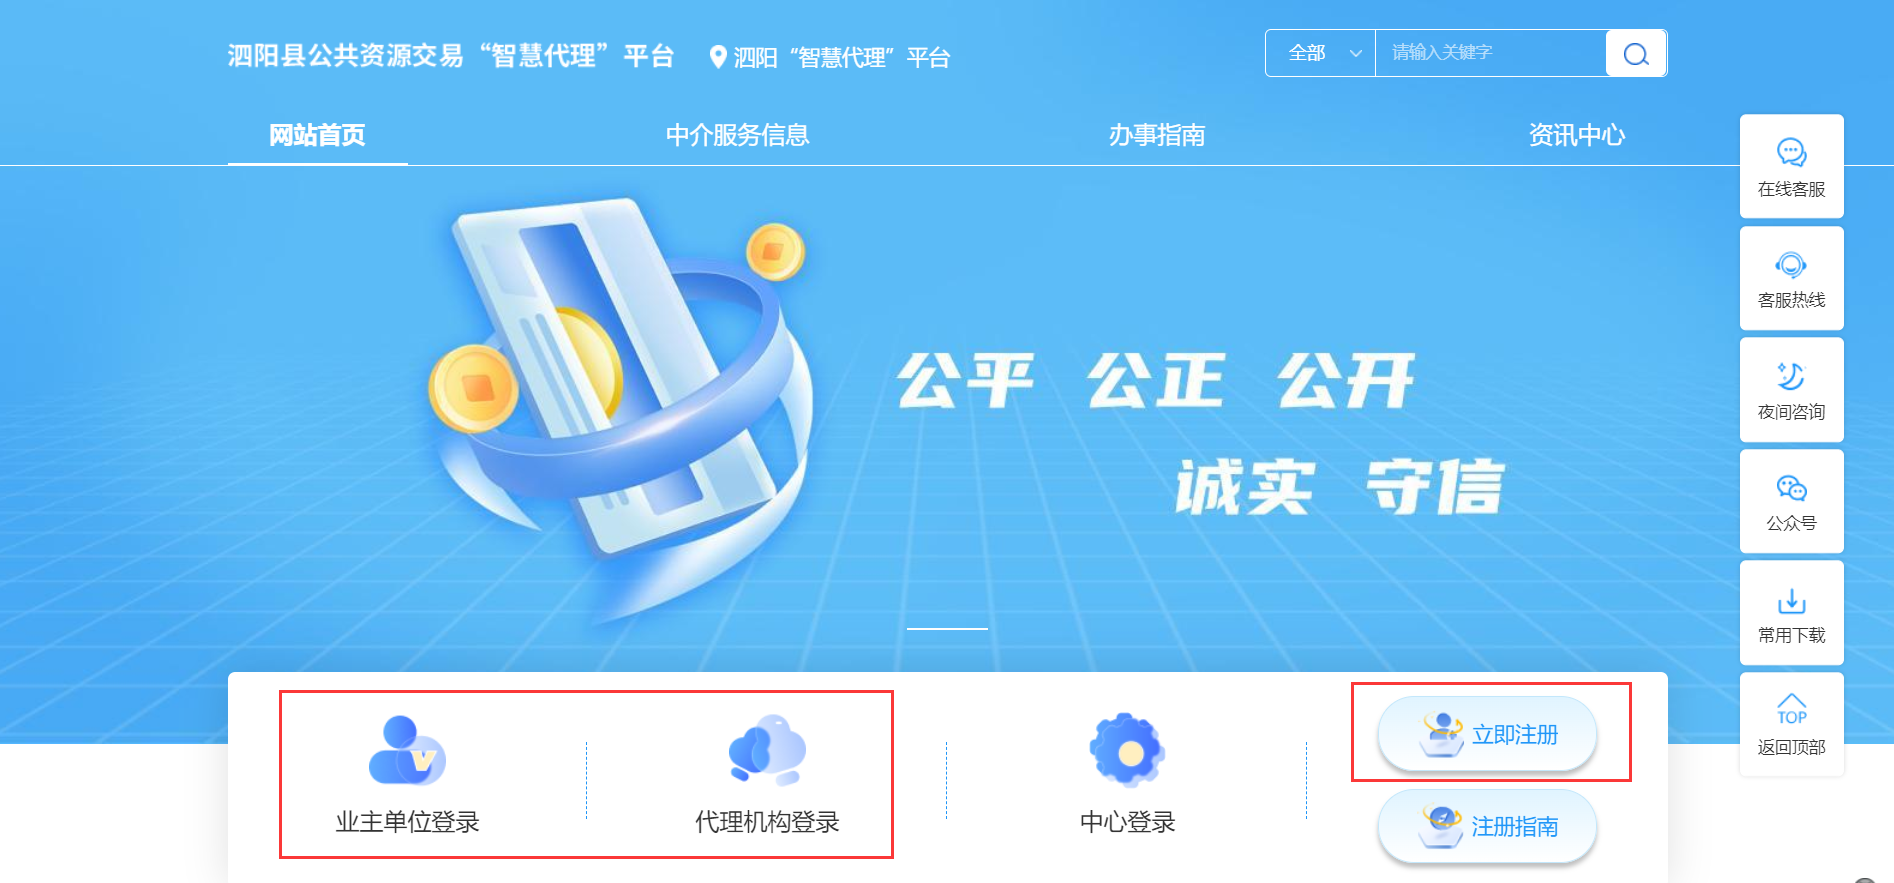 泗阳县公共资源交易“智慧代理”平台
泗阳“智慧代理”平台
全部
请输入关键字
网站首页
中介服务信息
办事指南
资讯中心
公平 公正 公开
诚实 守信
在线客服
客服热线
夜间咨询
公众号
常用下载
TOP
返回顶部
业主单位登录
代理机构登录
中心登录
立即注册
注册指南